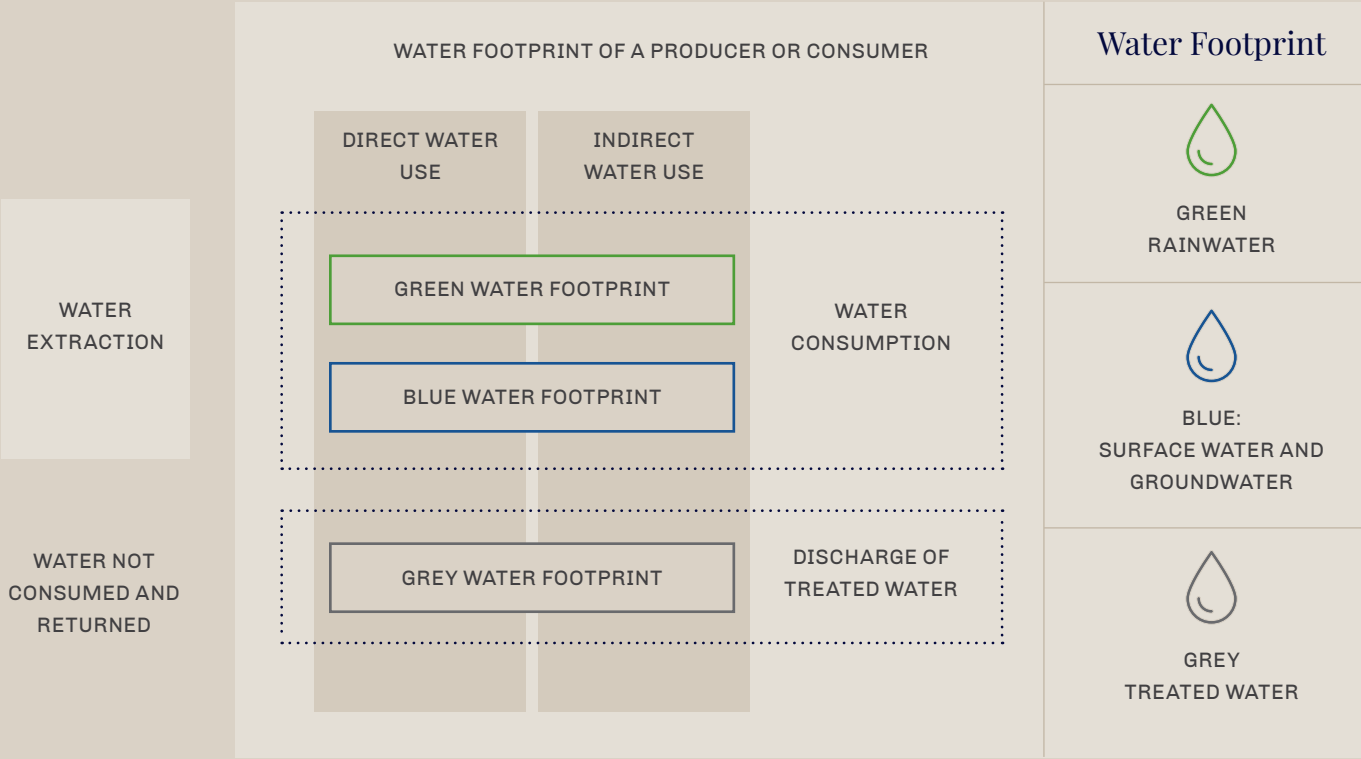 WATER FOOTPRINT OF A PRODUCER OR CONSUMER
DIRECT WATER
USE
INDIRECT
WATER USE
WATER
EXTRACTION
GREEN WATER FOOTPRINT
BLUE WATER FOOTPRINT
WATER
CONSUMPTION
WATER NOT
CONSUMED AND
RETURNED
GREY WATER FOOTPRINT
DISCHARGE OF
TREATED WATER
Water Footprint
GREEN
RAINWATER
BLUE:
SURFACE WATER AND
GROUNDWATER
GREY
TREATED WATER